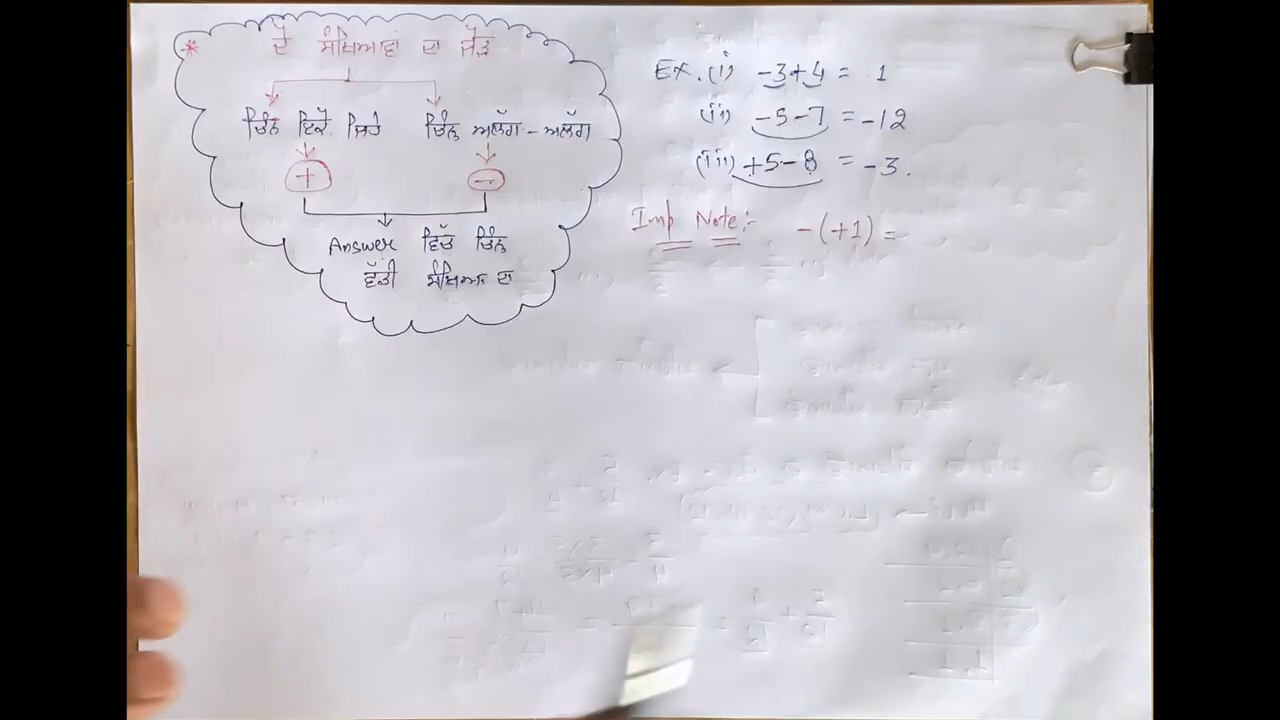 * ਦੋ ਸੰਖਿਆਵਾਂ ਦਾ ਜੋੜ
ਚਿੰਨ ਇਕੋ ਜਿਹੇ ਚਿੰਨ ਅਲੱਗ-ਅਲੱਗ
+ -
Answer ਵਿੱਚ ਚਿੰਨ
ਵੱਡੀ ਸੰਖਿਆ ਦਾ
Ex. (i) -3+4 = 1
(ii) -5-7 = -12
(iii) +5-8 = -3.
Imp Note:- -(+1) =